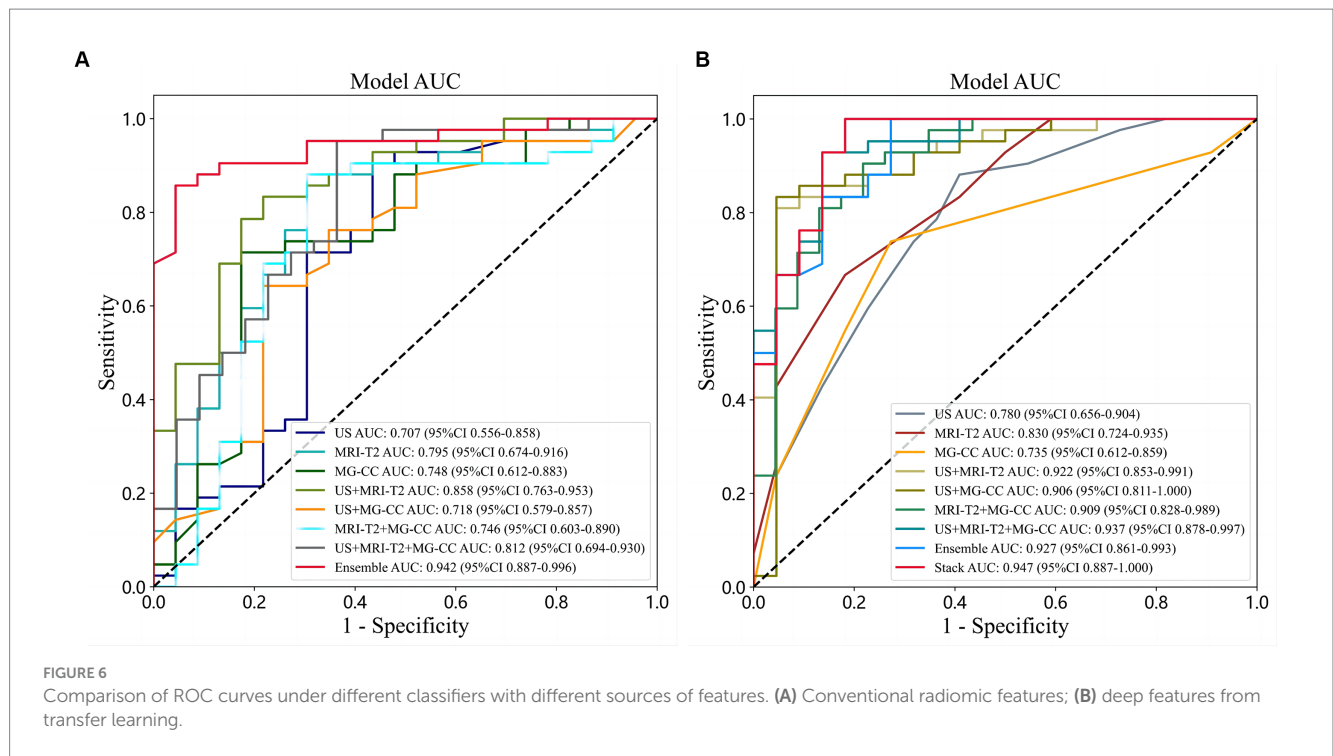 A
Model AUC
1.0
0.8
0.6
0.4
0.2
0.0
Sensitivity
US AUC: 0.707 (95%CI 0.556-0.858)
MRI-T2 AUC: 0.795 (95%CI 0.674-0.916)
MG-CC AUC: 0.748 (95%CI 0.612-0.883)
US+MRI-T2 AUC: 0.858 (95%CI 0.763-0.953)
US+MG-CC AUC: 0.718 (95%CI 0.579-0.857)
MRI-T2+MG-CC AUC: 0.746 (95%CI 0.603-0.890)
US+MRI-T2+MG-CC AUC: 0.812 (95%CI 0.694-0.930)
Ensemble AUC: 0.942 (95%CI 0.887-0.996)
0.0 0.2 0.4 0.6 0.8 1.0
1 - Specificity
B
Model AUC
1.0
0.8
0.6
0.4
0.2
0.0
Sensitivity
US AUC: 0.780 (95%CI 0.656-0.904)
MRI-T2 AUC: 0.830 (95%CI 0.724-0.935)
MG-CC AUC: 0.735 (95%CI 0.612-0.859)
US+MRI-T2 AUC: 0.922 (95%CI 0.853-0.991)
US+MG-CC AUC: 0.906 (95%CI 0.811-1.000)
MRI-T2+MG-CC AUC: 0.909 (95%CI 0.828-0.989)
US+MRI-T2+MG-CC AUC: 0.937 (95%CI 0.878-0.997)
Ensemble AUC: 0.927 (95%CI 0.861-0.993)
Stack AUC: 0.947 (95%CI 0.887-1.000)
0.0 0.2 0.4 0.6 0.8 1.0
1 - Specificity
FIGURE 6
Comparison of ROC curves under different classifiers with different sources of features. (A) Conventional radiomic features; (B) deep features from
transfer learning.